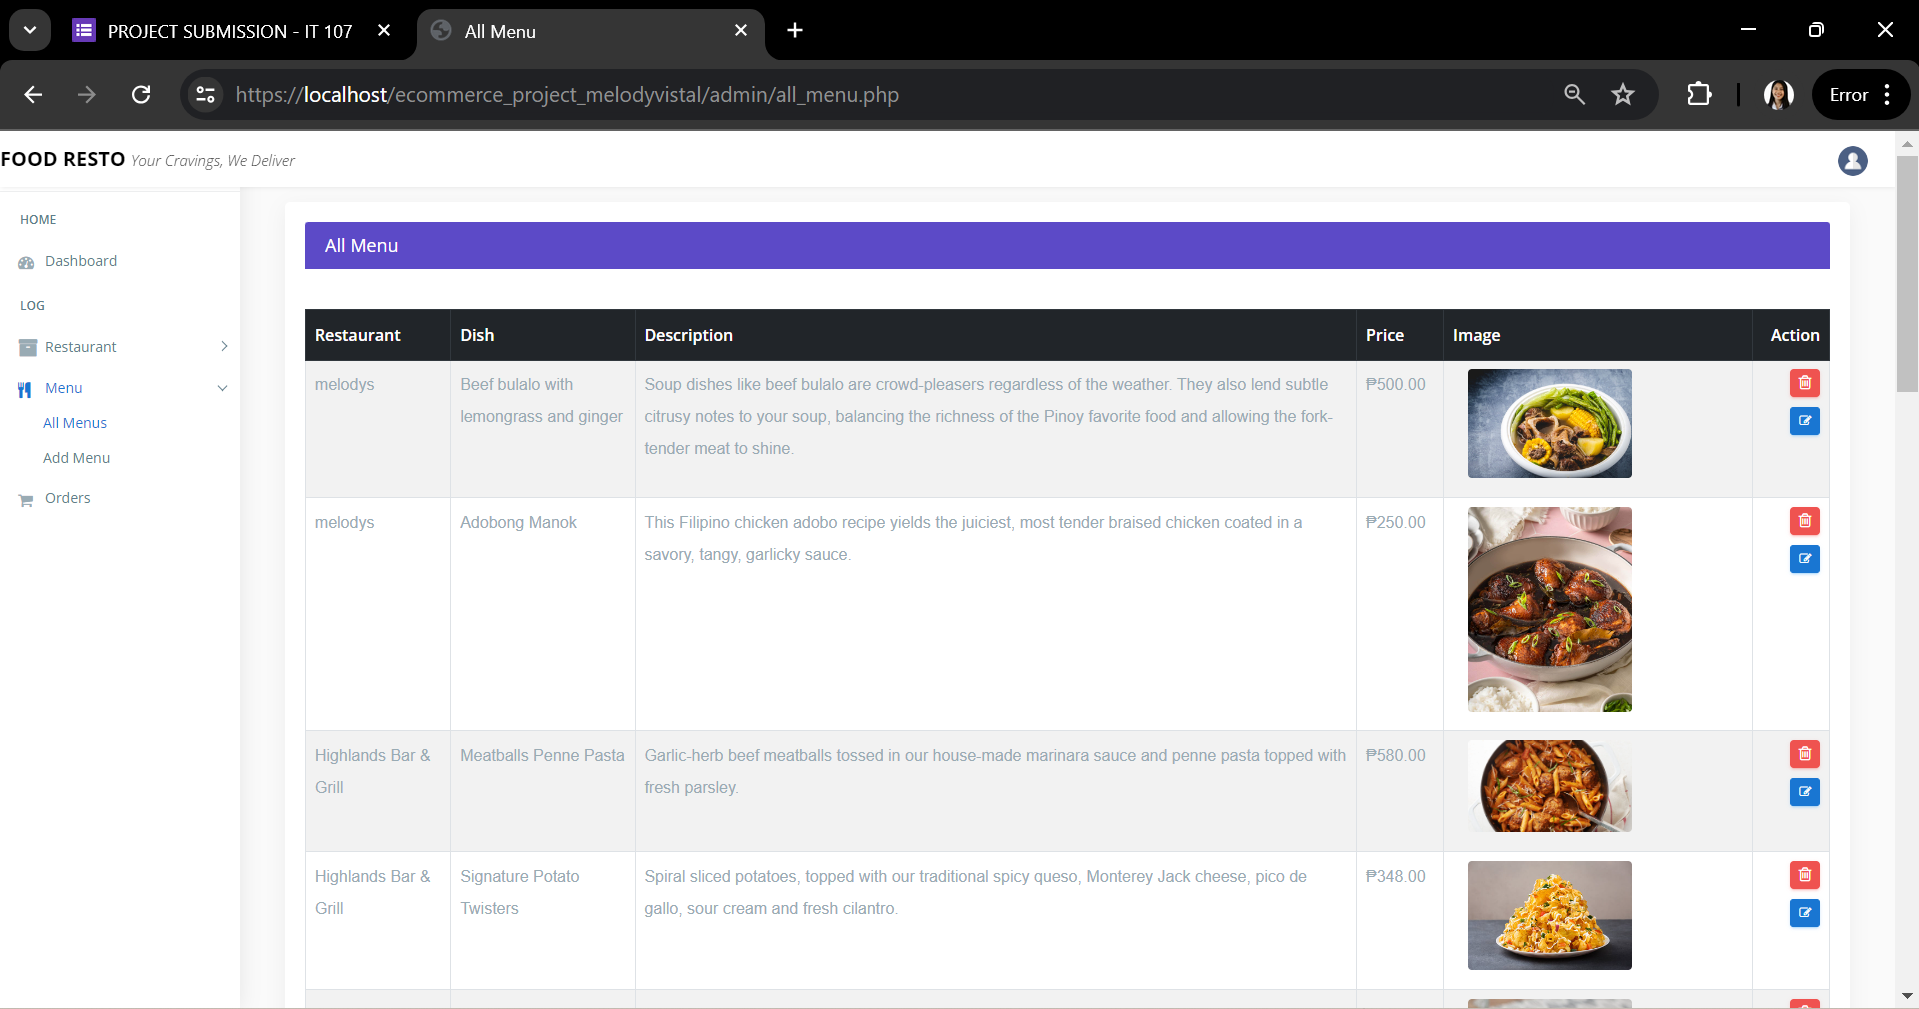 PROJECT SUBMISSION - IT 107
All Menu
https://localhost/ecommerce_project_melodyvistal/admin/all_menu.php
Error
FOOD RESTO Your Cravings, We Deliver
HOME
Dashboard
LOG
Restaurant
Menu
All Menus
Add Menu
Orders
All Menu
Restaurant Dish Description Price Image Action
melodys
Beef bulalo with
lemongrass and ginger
Soup dishes like beef bulalo are crowd-pleasers regardless of the weather. They also lend subtle
citrusy notes to your soup, balancing the richness of the Pinoy favorite food and allowing the fork-
tender meat to shine.
₱500.00
melodys
Adobong Manok
This Filipino chicken adobo recipe yields the juiciest, most tender braised chicken coated in a
savory, tangy, garlicky sauce.
₱250.00
Highlands Bar &
Grill
Meatballs Penne Pasta
Garlic-herb beef meatballs tossed in our house-made marinara sauce and penne pasta topped with
fresh parsley.
₱580.00
Highlands Bar &
Grill
Signature Potato
Twisters
Spiral sliced potatoes, topped with our traditional spicy queso, Monterey Jack cheese, pico de
gallo, sour cream and fresh cilantro.
₱348.00